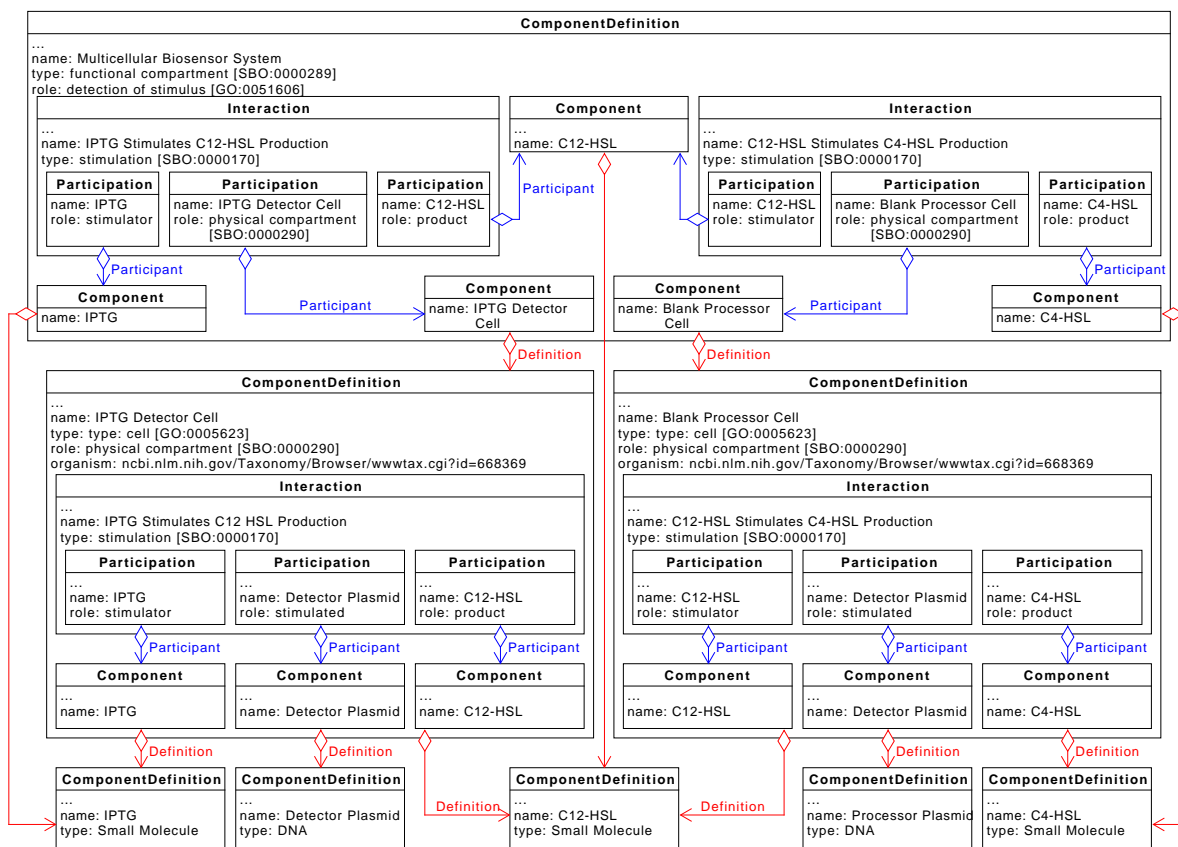 ComponentDefinition
...
name: Multicellular Biosensor System
type: functional compartment [SBO:0000289]
role: detection of stimulus [GO:0051606]
Interaction
...
name: IPTG Stimulates C12-HSL Production
type: stimulation [SBO:0000170]
Participation
name: IPTG
role: stimulator
Participation
name: IPTG Detector Cell
role: physical compartment
[SBO:0000290]
Participation
name: C12-HSL
role: product
Component
...
name: C12-HSL
Participant
Interaction
...
name: C12-HSL Stimulates C4-HSL Production
type: stimulation [SBO:0000170]
Participation
name: C12-HSL
role: stimulator
Participation
name: Blank Processor Cell
role: physical compartment
[SBO:0000290]
Participation
name: C4-HSL
role: product
Participant
Participant
Component
name: IPTG
Participant
Component
name: IPTG Detector
Cell
Component
name: Blank Processor
Cell
Participant
Component
name: C4-HSL
Definition
Definition
ComponentDefinition
...
name: IPTG Detector Cell
type: type: cell [GO:0005623]
role: physical compartment [SBO:0000290]
organism: ncbi.nlm.nih.gov/Taxonomy/Browser/wwwtax.cgi?id=668369
Interaction
...
name: IPTG Stimulates C12 HSL Production
type: stimulation [SBO:0000170]
Participation
...
name: IPTG
role: stimulator
Participation
...
name: Detector Plasmid
role: stimulated
Participation
...
name: C12-HSL
role: product
Participant
Participant
Participant
Component
...
name: IPTG
Component
...
name: Detector Plasmid
Component
...
name: C12-HSL
ComponentDefinition
...
name: Blank Processor Cell
type: type: cell [GO:0005623]
role: physical compartment [SBO:0000290]
organism: ncbi.nlm.nih.gov/Taxonomy/Browser/wwwtax.cgi?id=668369
Interaction
...
name: C12-HSL Stimulates C4-HSL Production
type: stimulation [SBO:0000170]
Participation
...
name: C12-HSL
role: stimulator
Participation
...
name: Detector Plasmid
role: stimulated
Participation
...
name: C4-HSL
role: product
Participant
Participant
Participant
Component
...
name: C12-HSL
Component
...
name: Detector Plasmid
Component
...
name: C4-HSL
Definition
Definition
Definition
Definition
Definition
Definition
ComponentDefinition
...
name: IPTG
type: Small Molecule
ComponentDefinition
...
name: Detector Plasmid
type: DNA
ComponentDefinition
...
name: C12-HSL
type: Small Molecule
ComponentDefinition
...
name: Processor Plasmid
type: DNA
ComponentDefinition
...
name: C4-HSL
type: Small Molecule